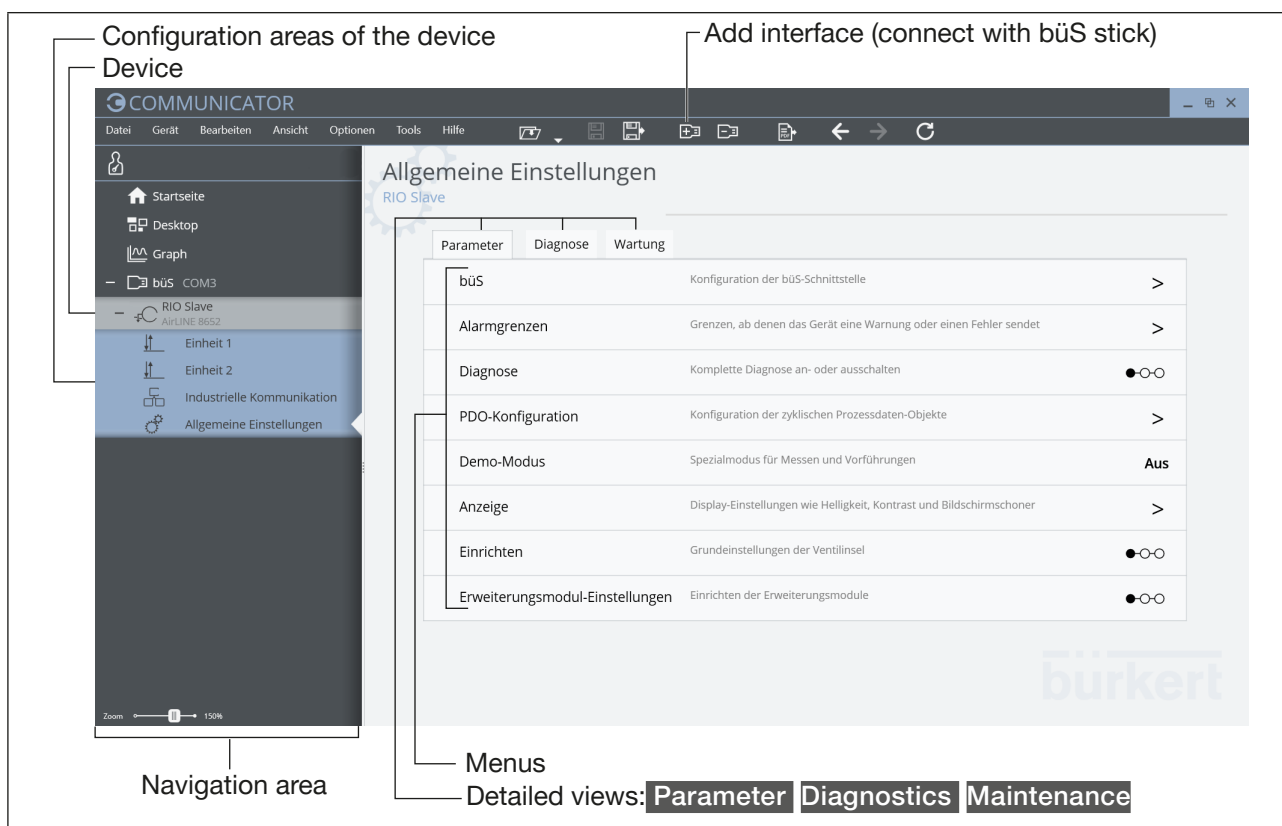 Configuration areas of the device
Add interface (connect with büS stick)
Device
COMMUNICATOR
Datei Gerät Bearbeiten Ansicht Optionen Tools Hilfe
PDF
Allgemeine Einstellungen
RIO Slave
Startseite
Desktop
Graph
büS COM3
RIO Slave
AirLINE 8652
Einheit 1
Einheit 2
Industrielle Kommunikation
Allgemeine Einstellungen
Parameter Diagnose Wartung
büS Konfiguration der büS-Schnittstelle >
Alarmgrenzen Grenzen, ab denen das Gerät eine Warnung oder einen Fehler sendet >
Diagnose Komplette Diagnose an- oder ausschalten
PDO-Konfiguration Konfiguration der zyklischen Prozessdaten-Objekte >
Demo-Modus Spezialmodus für Messen und Vorführungen Aus
Anzeige Display-Einstellungen wie Helligkeit, Kontrast und Bildschirmschoner >
Einrichten Grundeinstellungen der Ventilinsel
Erweiterungsmodul-Einstellungen Einrichten der Erweiterungsmodule
burkert
Zoom 150%
Navigation area
Menus
Detailed views: Parameter Diagnostics Maintenance